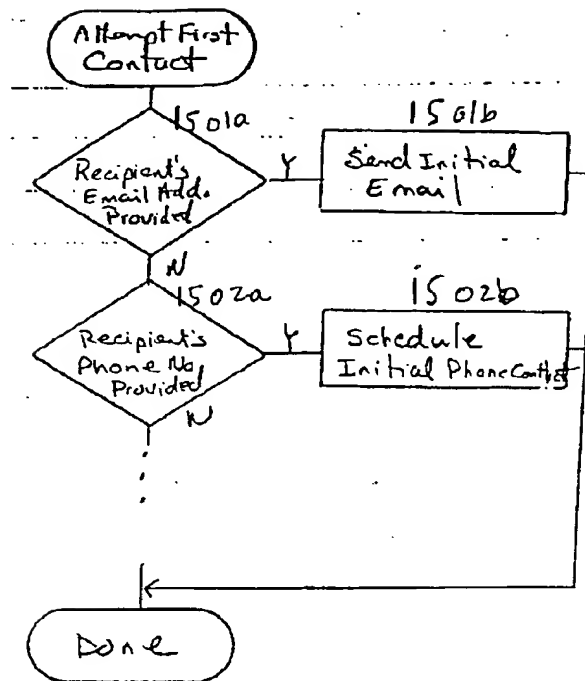 Attempt First
Contact
1501a
Recipient's
Email Add.
Provided
Y
1501b
Send Initial
Email
N
1502a
Recipient's
Phone No
Provided
Y
1502b
Schedule
Initial Phone Contact
N
Done